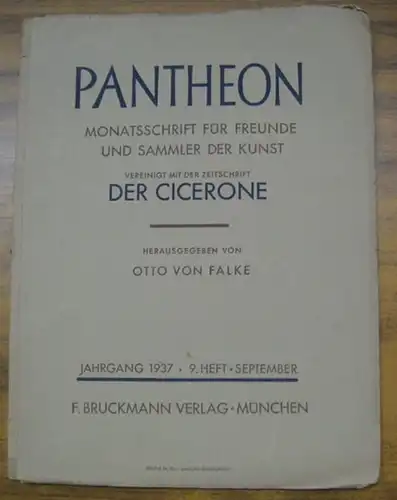 PANTHEON
MONATSSCHRIFT FÜR FREUNDE
UND SAMMLER DER KUNST
VEREINIGT MIT DER ZEITSCHRIFT
DER CICERONE
HERAUSGEGEBEN VON
OTTO VON FALKE
JAHRGANG 1937 · 9. HEFT · SEPTEMBER
F. BRUCKMANN VERLAG · MÜNCHEN